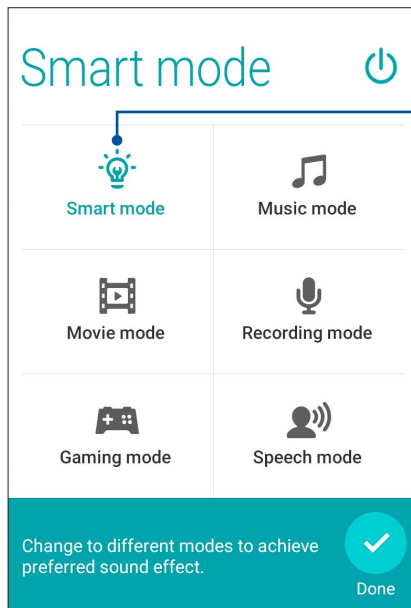 Smart mode
Smart mode
Music mode
Movie mode
Recording mode
Gaming mode
Speech mode
Change to different modes to achieve
preferred sound effect.
Done